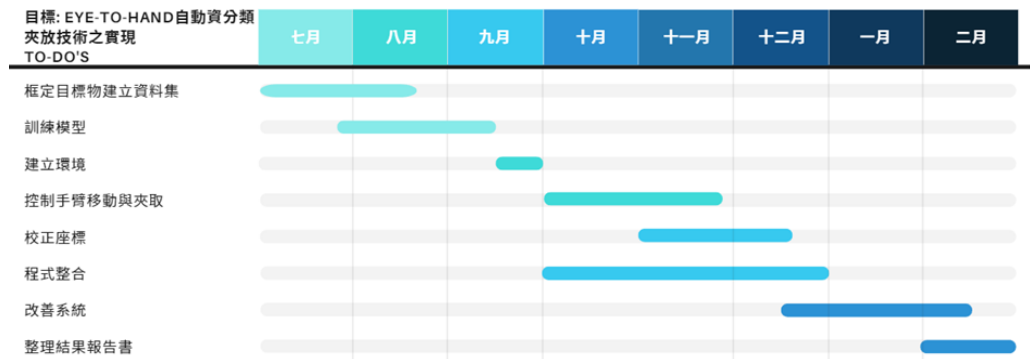 目標: EYE-TO-HAND自動資分類
夾放技術之實現
TO-DO'S
七月 八月 九月 十月 十一月 十二月 一月 二月
框定目標物建立資料集
訓練模型
建立環境
控制手臂移動與夾取
校正座標
程式整合
改善系統
整理結果報告書